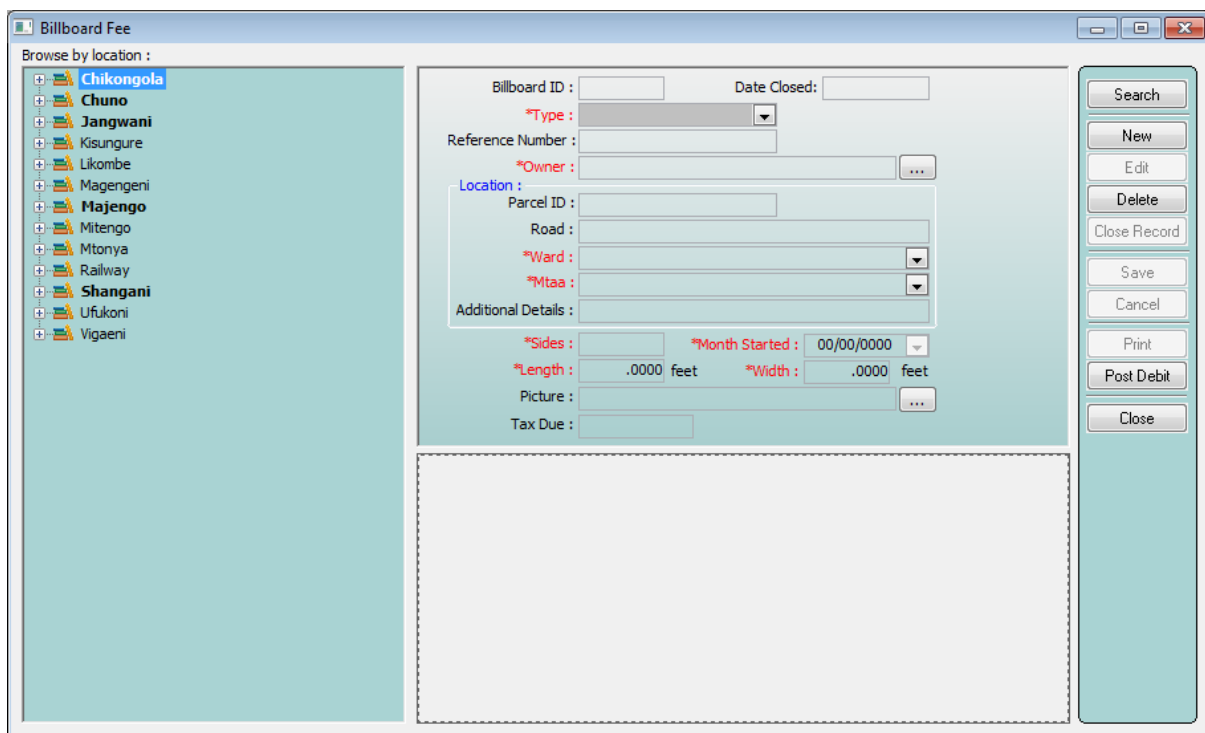 Billboard Fee
Browse by location :
Chikongola
Chuno
Jangwani
Kisungure
Likombe
Magengeni
Majengo
Mitengo
Mtonya
Railway
Shangani
Ufukoni
Vigaeni
Billboard ID : Date Closed:
*Type :
Reference Number :
*Owner : ...
Location :
Parcel ID :
Road :
*Ward :
*Mtaa :
Additional Details :
*Sides : *Month Started : 00/00/0000
*Length : .0000 feet *Width : .0000 feet
Picture : ...
Tax Due :
Search
New
Edit
Delete
Close Record
Save
Cancel
Print
Post Debit
Close